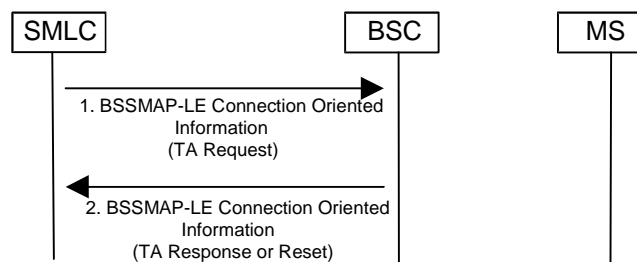 SMLC
BSC
MS
1. BSSMAP-LE Connection Oriented
Information
(TA Request)
2. BSSMAP-LE Connection Oriented
Information
(TA Response or Reset)